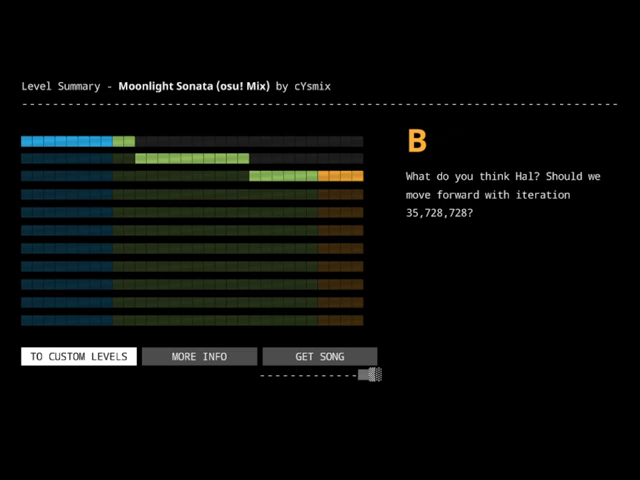 Level Summary - Moonlight Sonata (osu! Mix) by cYsmix
B
What do you think Hal? Should we
move forward with iteration
35,728,728?
TO CUSTOM LEVELS
MORE INFO
GET SONG